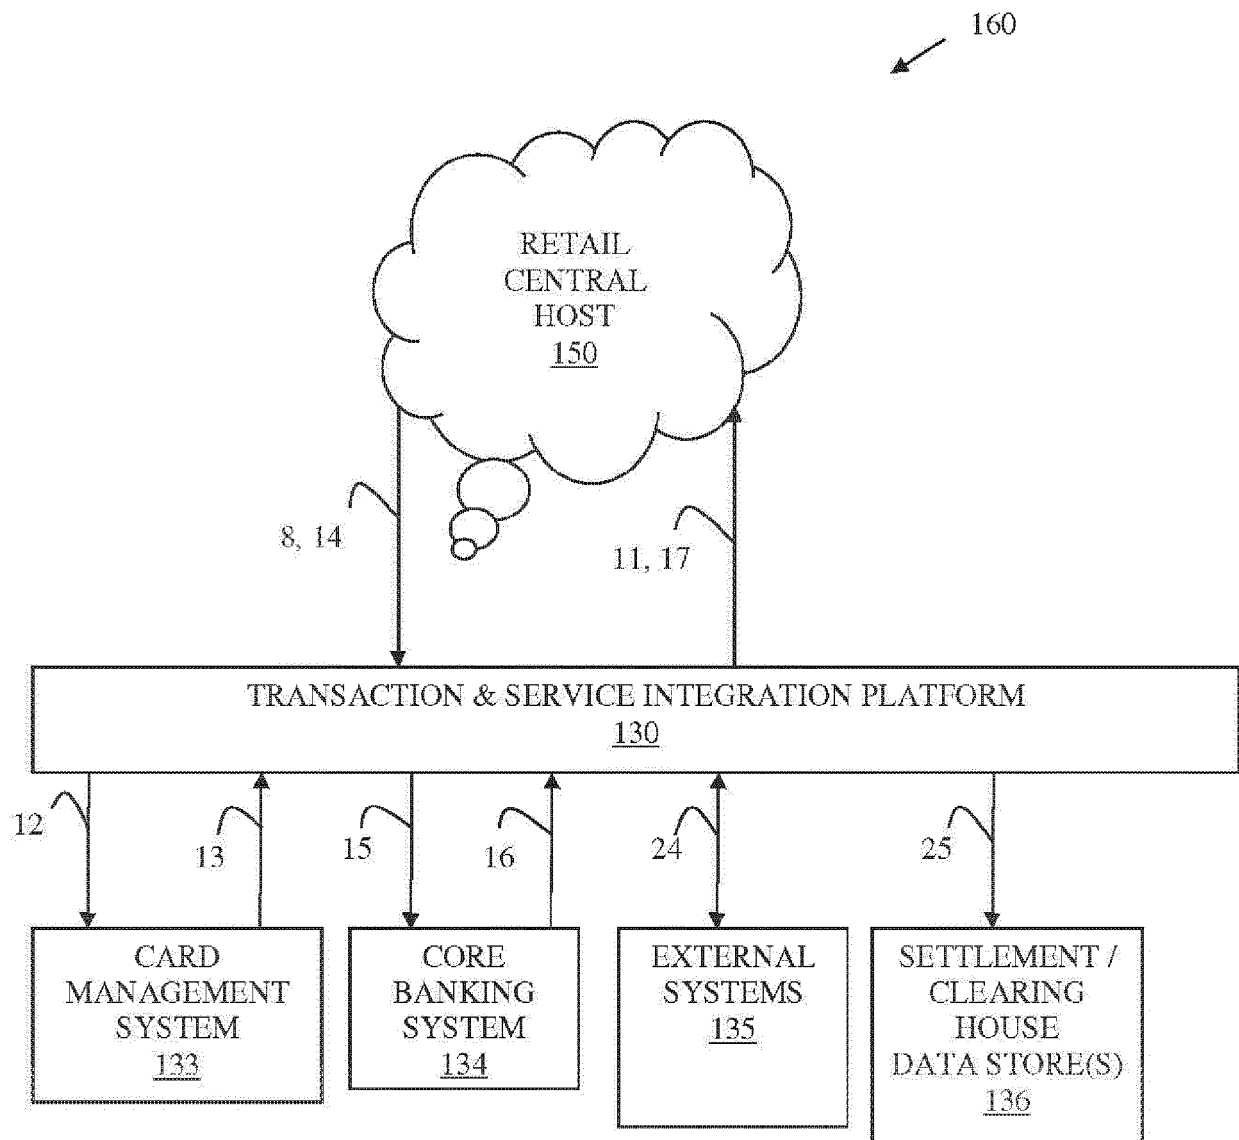 160
RETAIL
CENTRAL
HOST
150
8, 14
11, 17
TRANSACTION & SERVICE INTEGRATION PLATFORM
130
12
13
15
16
24
25
CARD
MANAGEMENT
SYSTEM
133
CORE
BANKING
SYSTEM
134
EXTERNAL
SYSTEMS
135
SETTLEMENT /
CLEARING
HOUSE
DATA STORE(S)
136